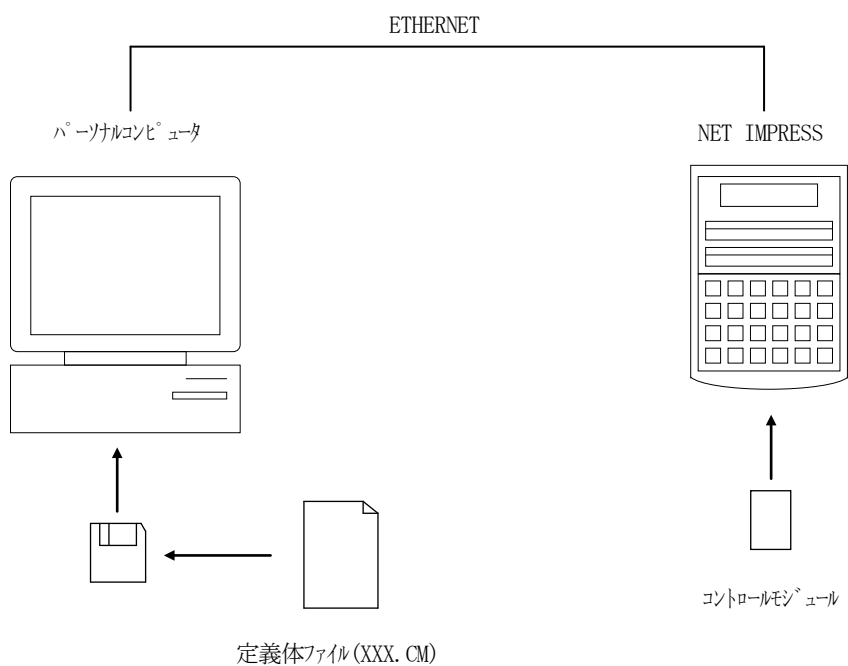 ETHERNET
ﾊﾟｰｿﾅﾙｺﾝﾋﾟｭｰﾀ
NET IMPRESS
ｺﾝﾄﾛｰﾙﾓｼﾞｭｰﾙ
定義体ﾌｧｲﾙ(XXX.CM)